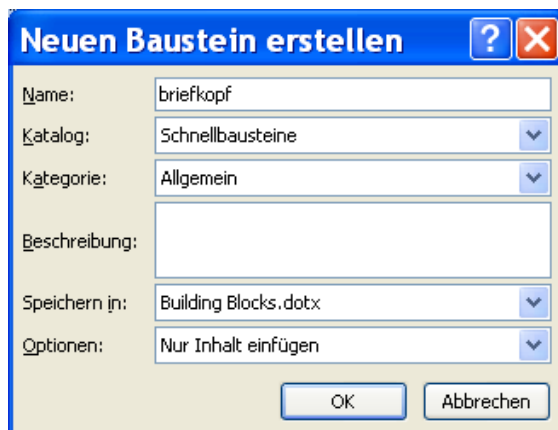 Neuen Baustein erstellen ?
Name: briefkopf
Katalog: Schnellbausteine
Kategorie: Allgemein
Beschreibung:
Speichern in: Building Blocks.dotx
Optionen: Nur Inhalt einfügen
OK Abbrechen